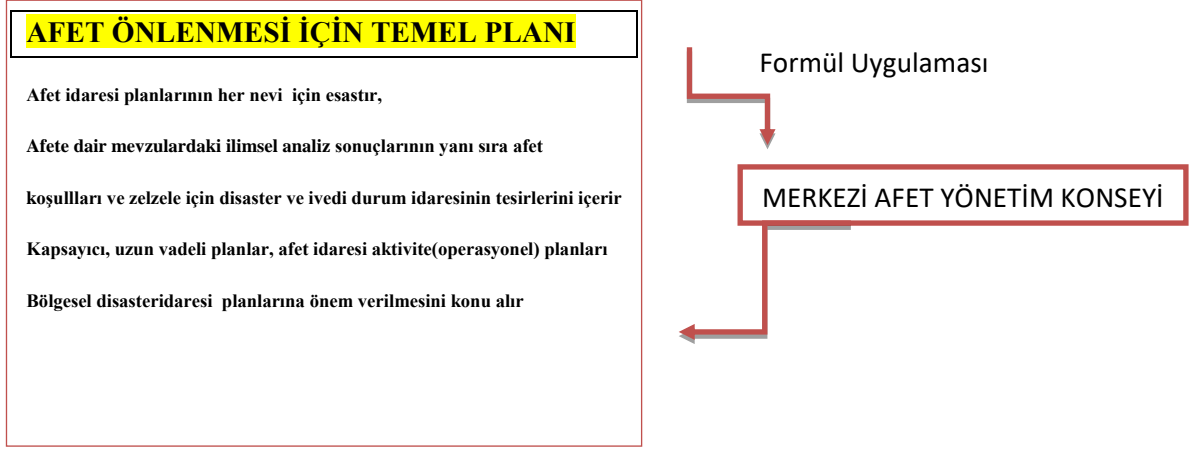 AFET ÖNLENMESİ İÇİN TEMEL PLANI
Afet idaresi planlarının her nevi için esastır,
Afete dair mevzulardaki ilimsel analiz sonuçlarının yanı sıra afet
koşullları ve zelzele için disaster ve ivedi durum idaresinin tesirlerini içerir
Kapsayıcı, uzun vadeli planlar, afet idaresi aktivite(operasyonel) planları
Bölgesel disasteridaresi planlarına önem verilmesini konu alır
Formül Uygulaması
MERKEZİ AFET YÖNETİM KONSEYİ